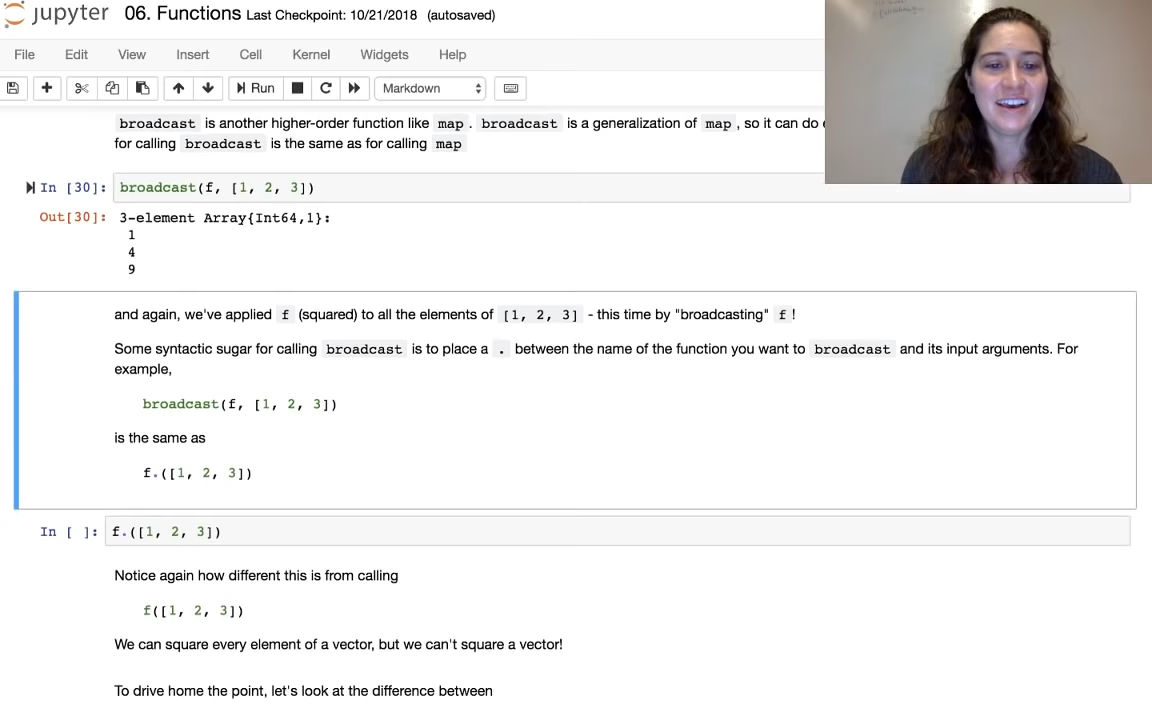 jupyter 06. Functions Last Checkpoint: 10/21/2018 (autosaved)
File Edit View Insert Cell Kernel Widgets Help
Run Markdown
broadcast is another higher-order function like map . broadcast is a generalization of map , so it can do
for calling broadcast is the same as for calling map
In [30]: broadcast(f, [1, 2, 3])
Out[30]: 3-element Array{Int64,1}:
1
4
9
and again, we've applied f (squared) to all the elements of [1, 2, 3] - this time by "broadcasting" f !
Some syntactic sugar for calling broadcast is to place a . between the name of the function you want to broadcast and its input arguments. For
example,
broadcast(f, [1, 2, 3])
is the same as
f.([1, 2, 3])
In [ ]: f.([1, 2, 3])
Notice again how different this is from calling
f([1, 2, 3])
We can square every element of a vector, but we can't square a vector!
To drive home the point, let's look at the difference between